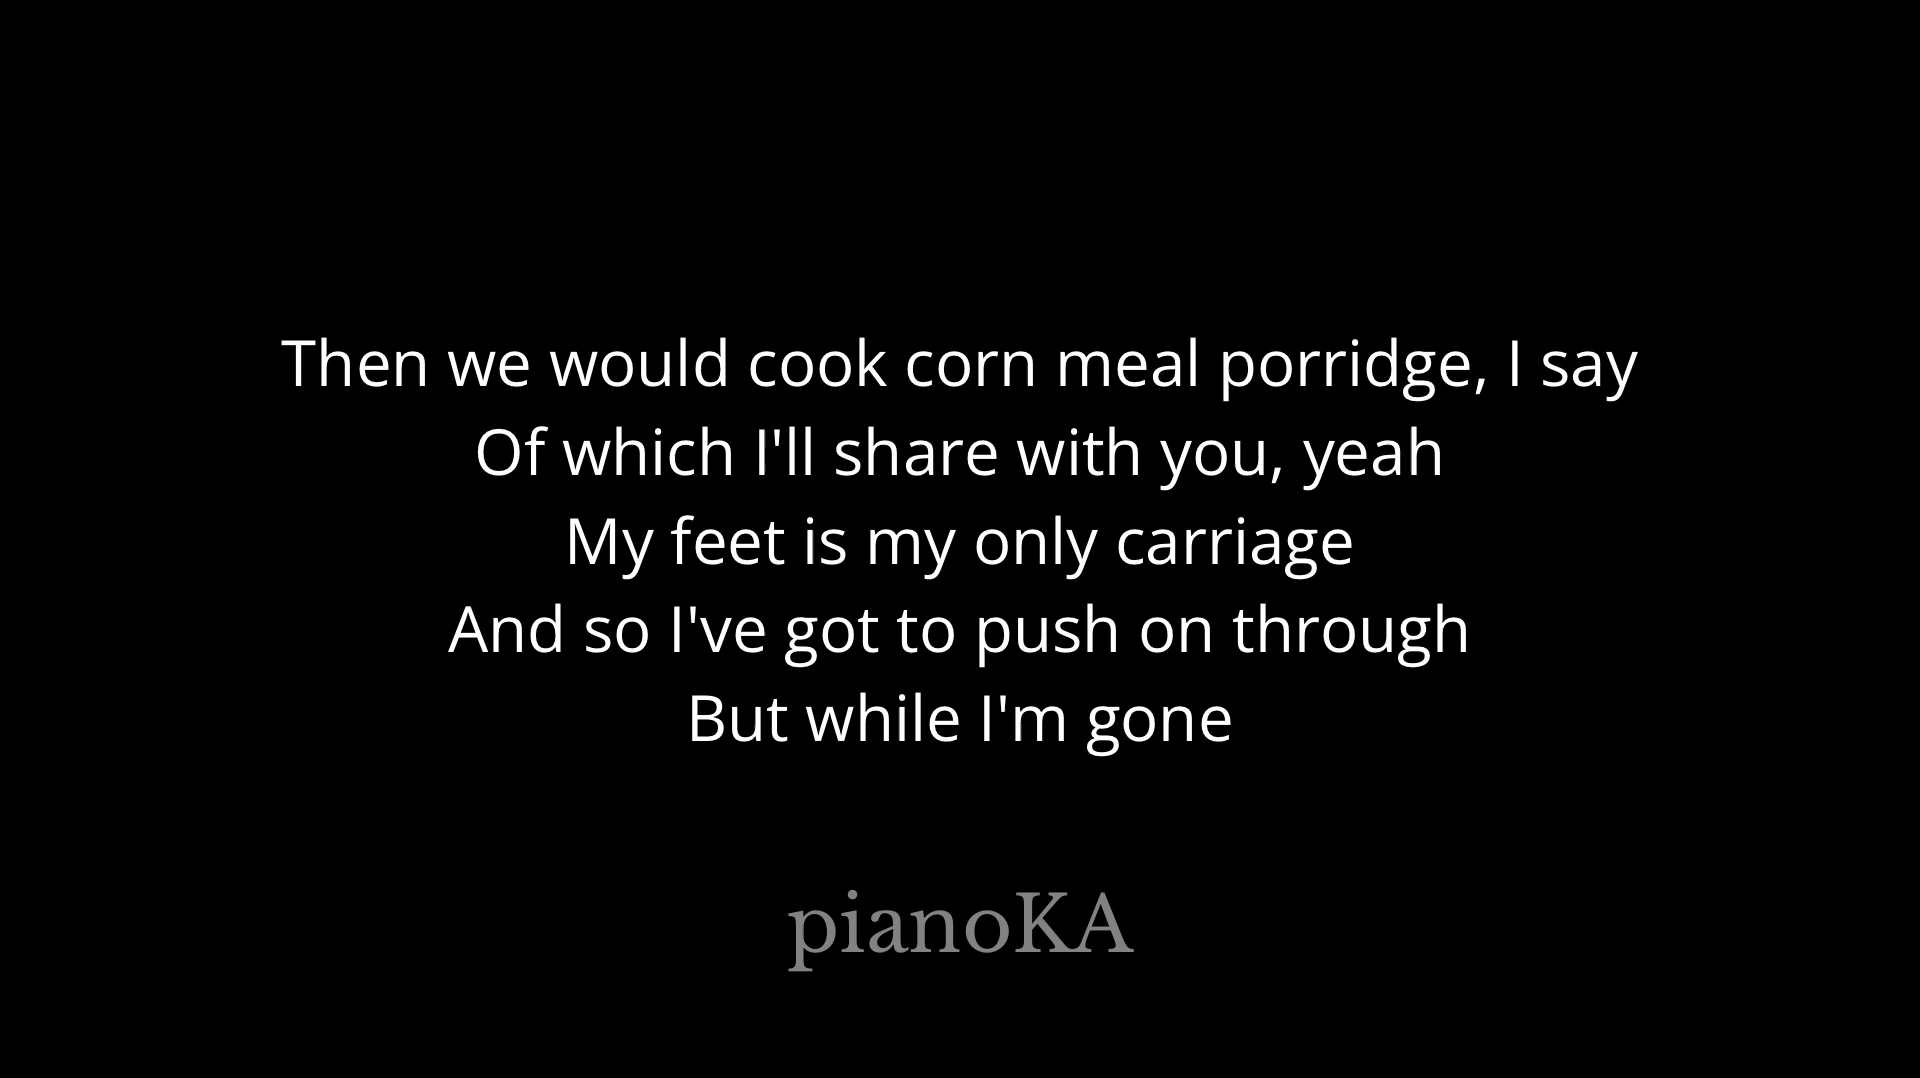 Then we would cook corn meal porridge, I say
Of which I'll share with you, yeah
My feet is my only carriage
And so I've got to push on through
But while I'm gone
pianoKA